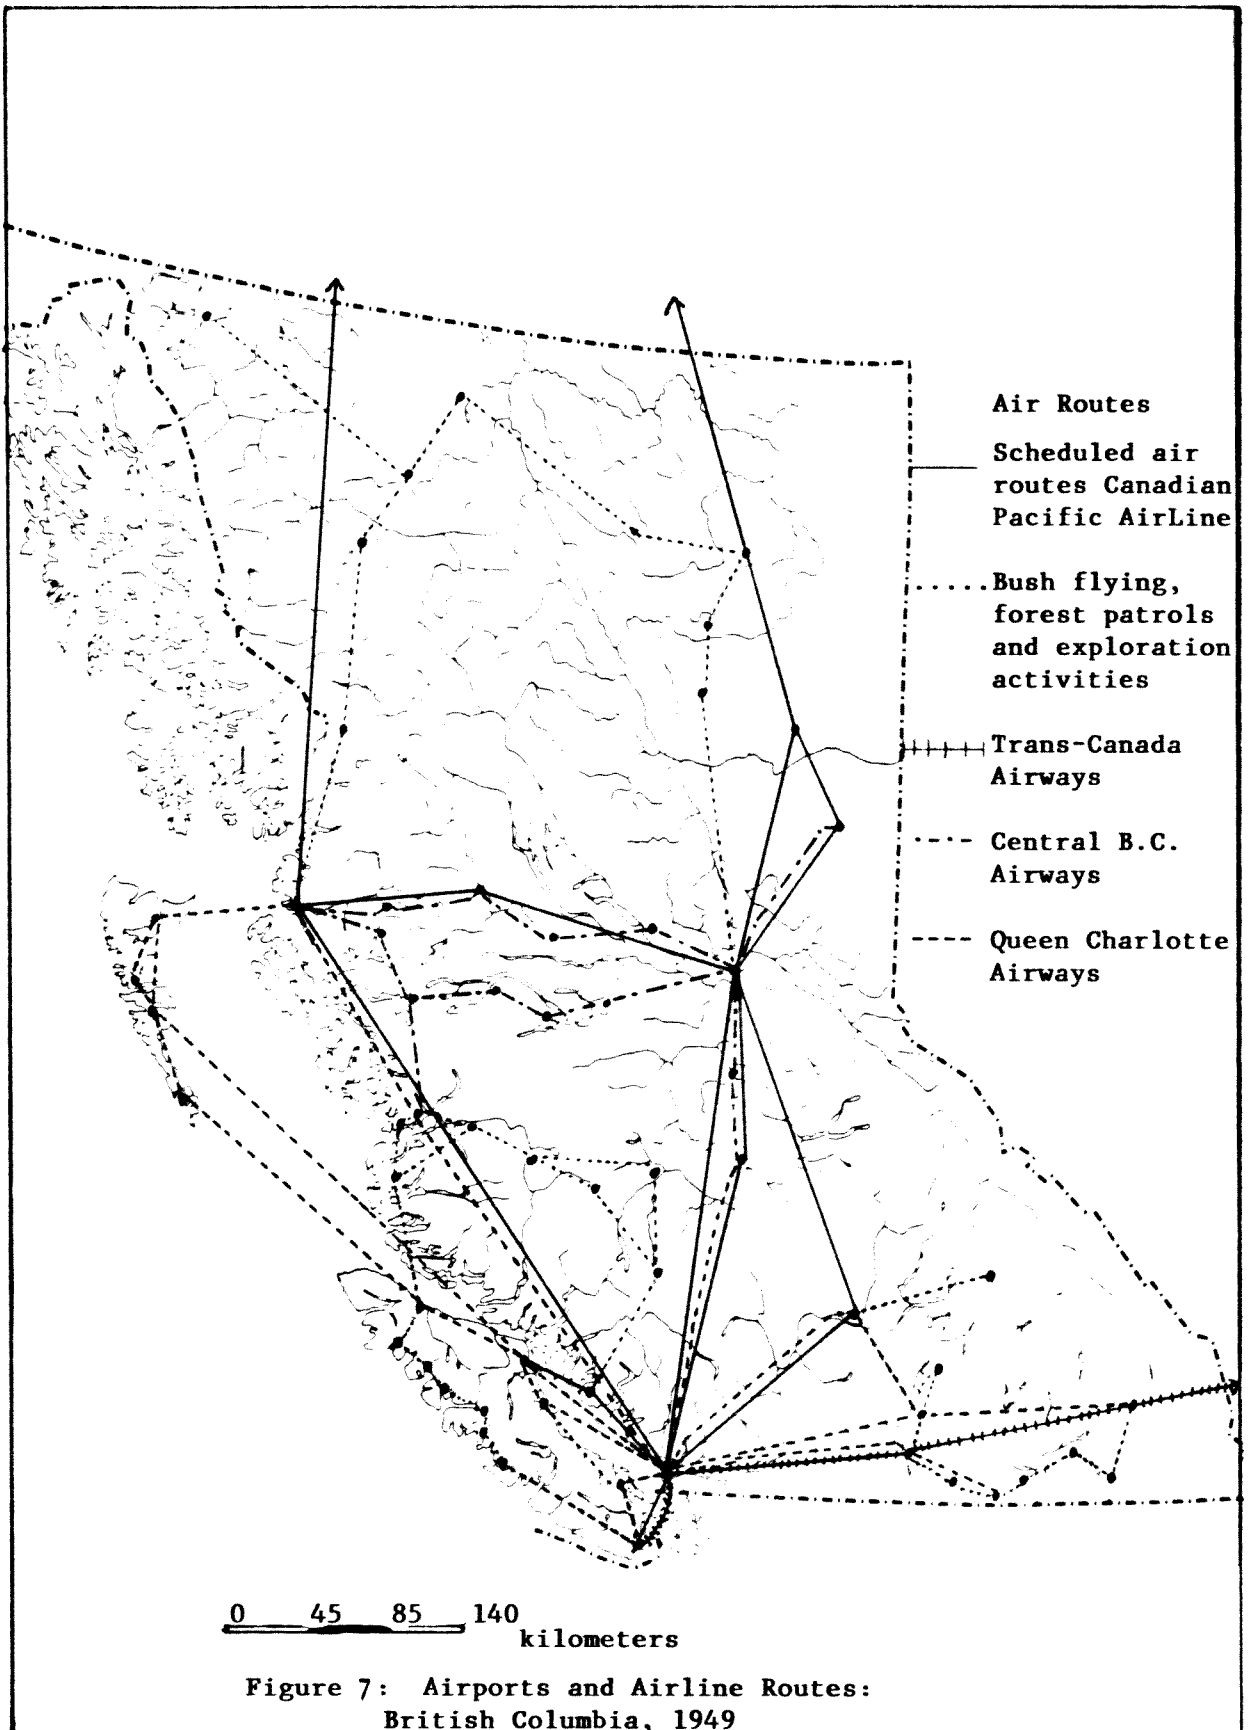 Air Routes
Scheduled air
routes Canadian
Pacific AirLine
Bush flying,
forest patrols
and exploration
activities
Trans-Canada
Airways
Central B.C.
Airways
Queen Charlotte
Airways
0 45 85 140
kilometers
Figure 7: Airports and Airline Routes:
British Columbia, 1949